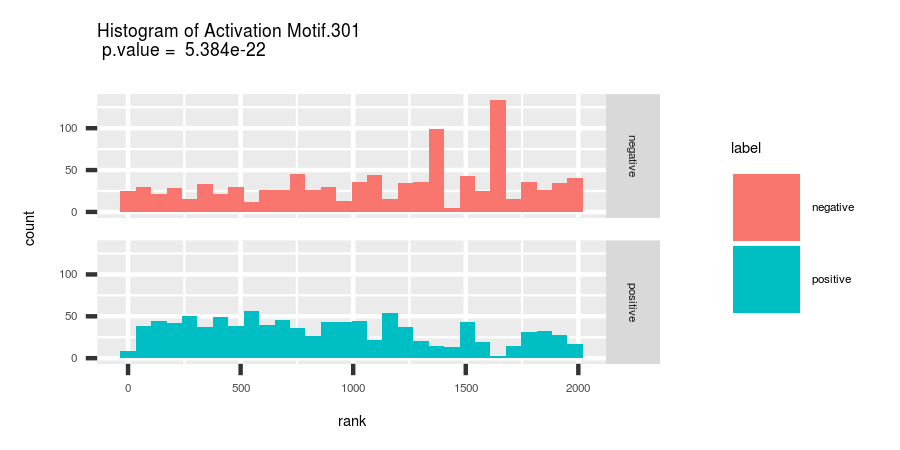 Histogram of Activation Motif.301
p.value = 5.384e-22
count
100
50
0
negative
100
50
0
positive
0 500 1000 1500 2000
rank
label
negative
positive